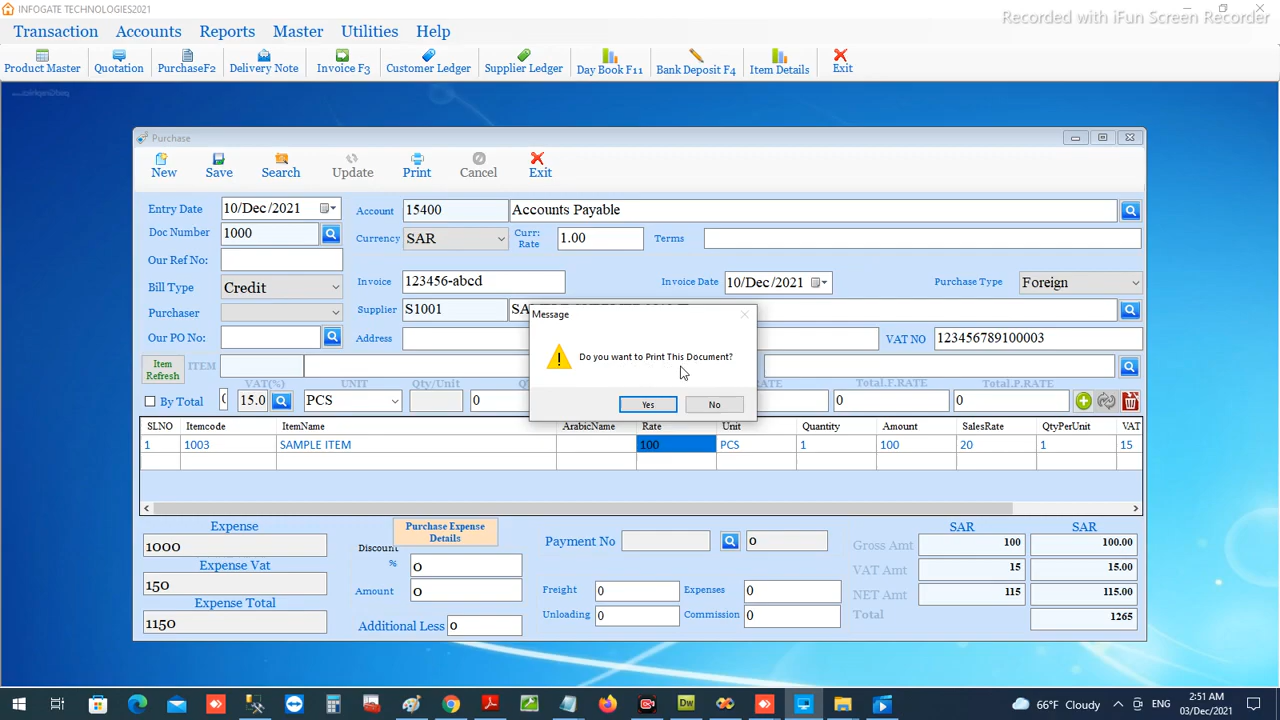 INFOGATE TECHNOLOGIES2021
Recorded with iFun Screen Recorder
Transaction Accounts Reports Master Utilities Help
Product Master Quotation PurchaseF2 Delivery Note Invoice F3 Customer Ledger Supplier Ledger Day Book F11 Bank Deposit F4 Item Details Exit
Purchase
New Save Search Update Print Cancel Exit
Entry Date 10/Dec/2021 Account 15400 Accounts Payable
Doc Number 1000 Currency SAR Curr: Rate 1.00 Terms
Our Ref No:
Invoice 123456-abcd Invoice Date 10/Dec/2021 Purchase Type Foreign
Bill Type Credit
Purchaser Supplier S1001
Our PO No: Address VAT NO 123456789100003
Message
Do you want to Print This Document?
Yes No
Item Refresh ITEM
VAT(%) UNIT Qty/Unit Total.F.RATE Total.P.RATE
By Total 15.0 PCS 0 0 0
SLNO Itemcode ItemName ArabicName Rate Unit Quantity Amount SalesRate QtyPerUnit VAT
1 1003 SAMPLE ITEM 100 PCS 1 100 20 1 15
Expense Purchase Expense Details SAR SAR
1000 Discount % 0 Payment No 0 Gross Amt 100 100.00
Expense Vat VAT Amt 15 15.00
150 Amount 0 Freight 0 Expenses 0 NET Amt 115 115.00
Expense Total Unloading 0 Commission 0 Total 1265
1150 Additional Less 0
66°F Cloudy ENG 2:51 AM
03/Dec/2021